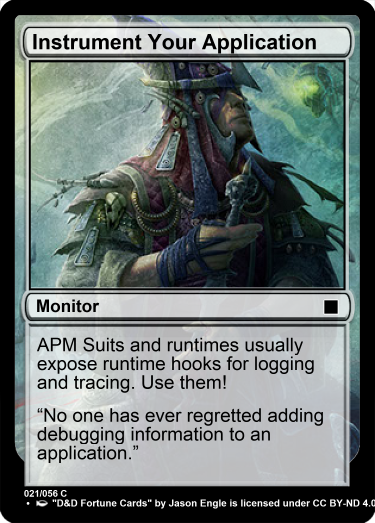 Instrument Your Application
Monitor
APM Suits and runtimes usually
expose runtime hooks for logging
and tracing. Use them!
“No one has ever regretted adding
debugging information to an
application.”
021/056 C
• "D&D Fortune Cards" by Jason Engle is licensed under CC BY-ND 4.0